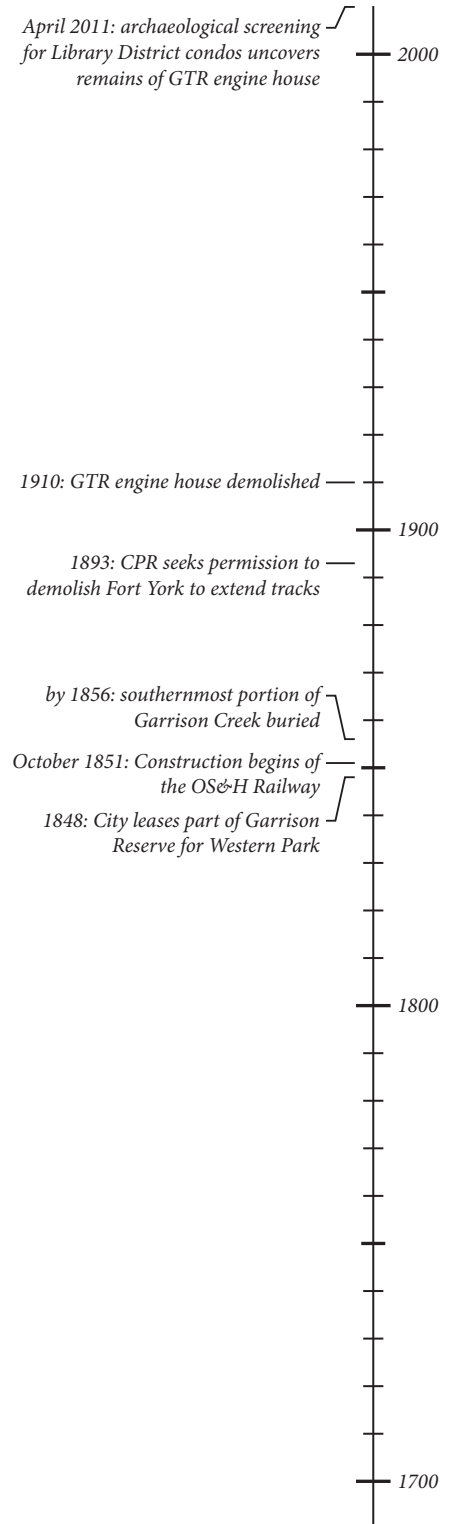 April 2011: archaeological screening
for Library District condos uncovers
remains of GTR engine house
2000
1910: GTR engine house demolished
1900
1893: CPR seeks permission to
demolish Fort York to extend tracks
by 1856: southernmost portion of
Garrison Creek buried
October 1851: Construction begins of
the OS&H Railway
1848: City leases part of Garrison
Reserve for Western Park
1800
1700